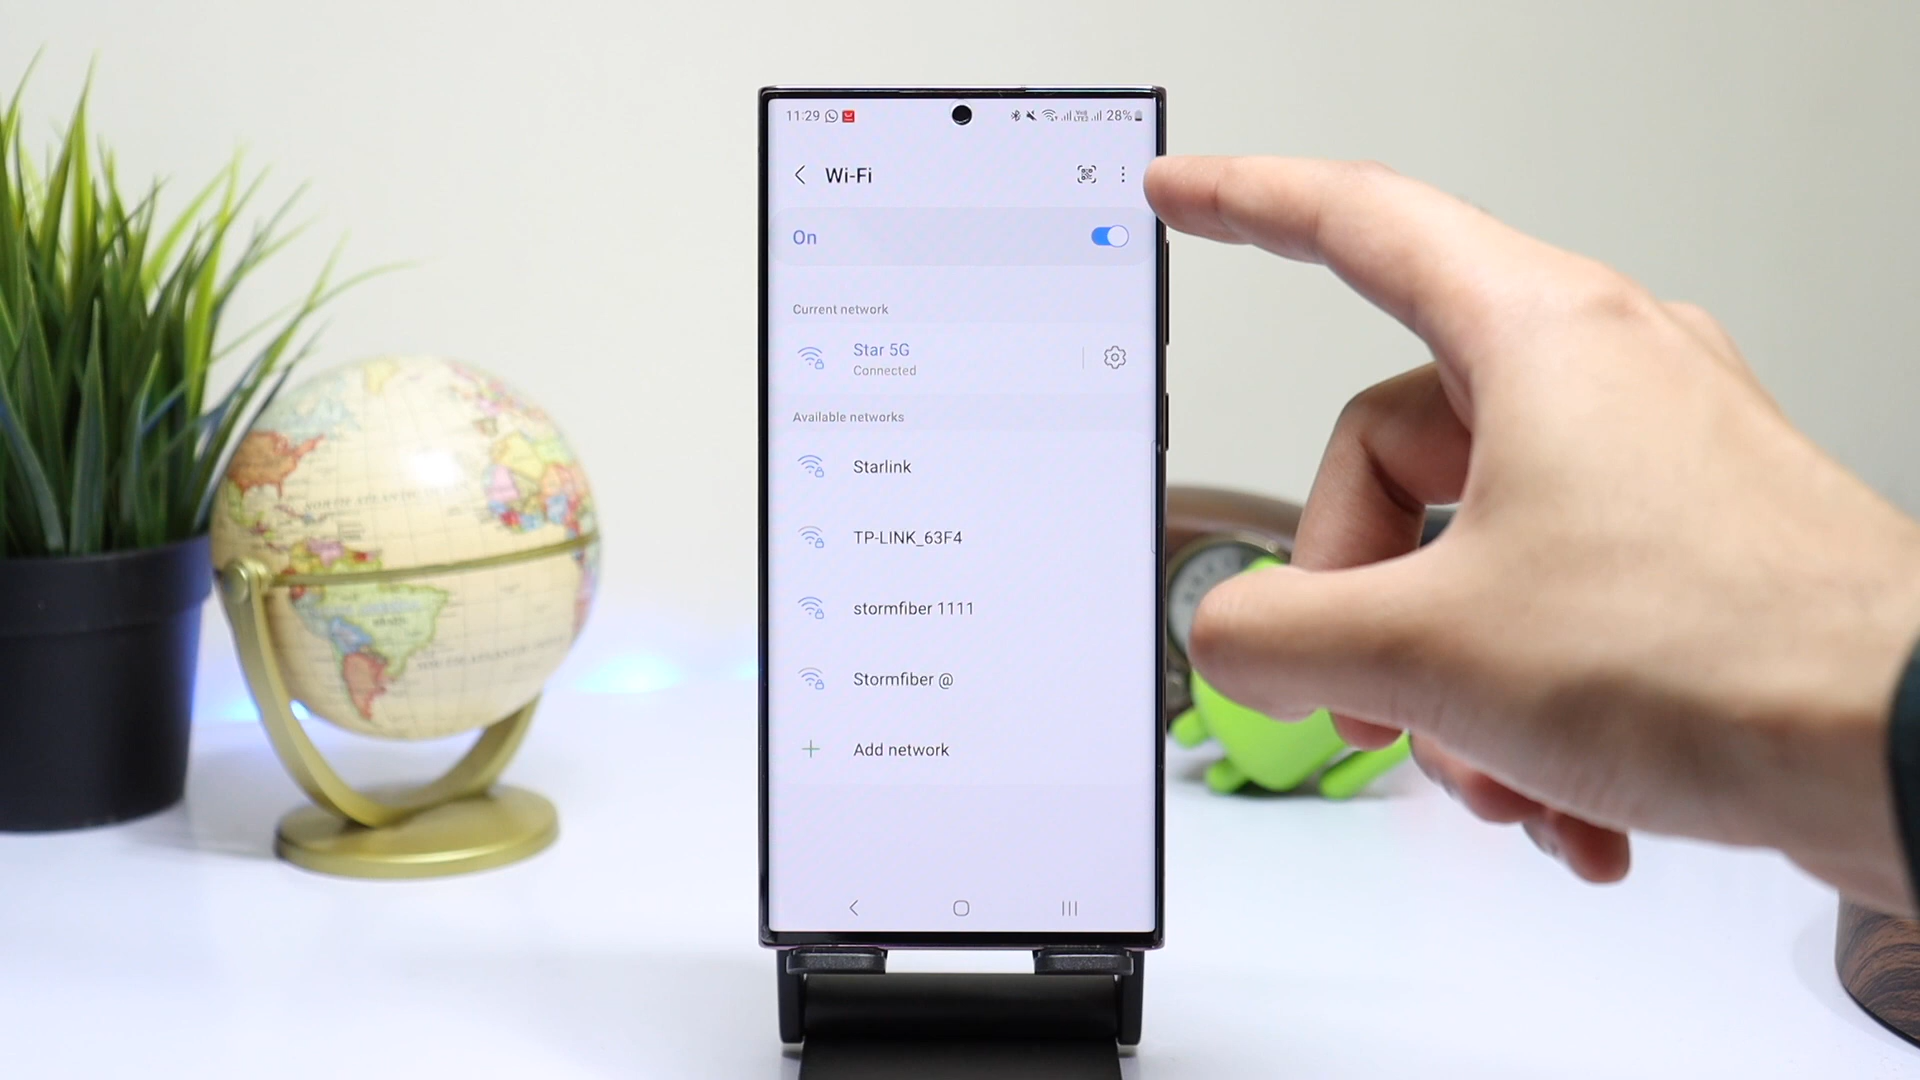 11:29
28%
Wi-Fi
On
Current network
Star 5G
Connected
Available networks
Starlink
TP-LINK_63F4
stormfiber 1111
Stormfiber @
Add network
BRASIL